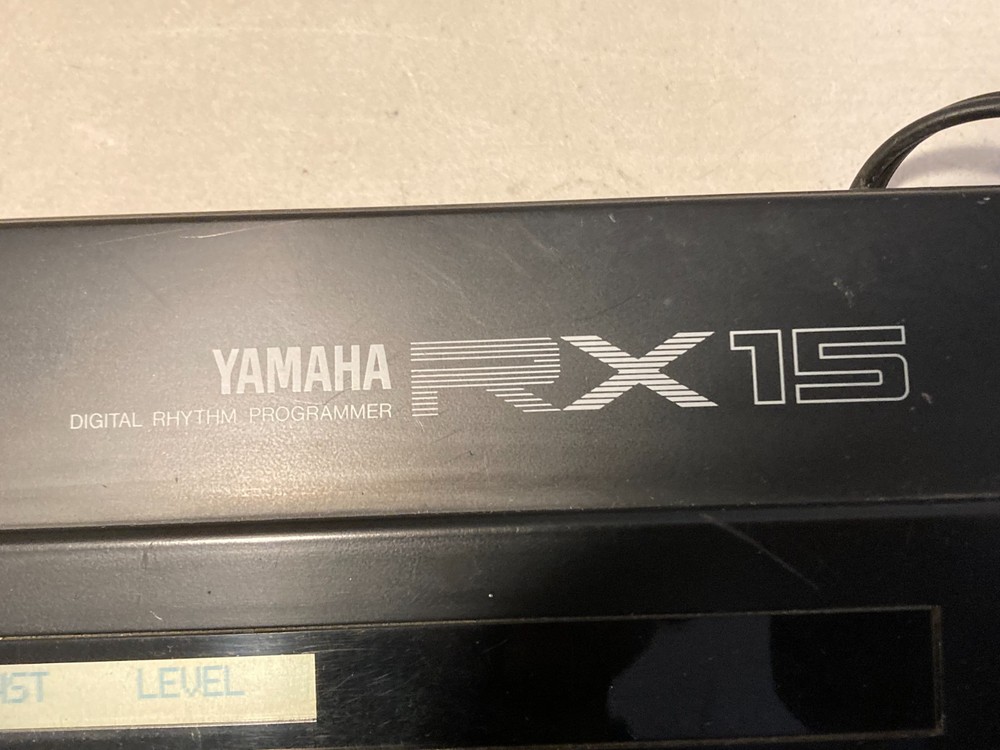 YAMAHA RX15
DIGITAL RHYTHM PROGRAMMER
LEVEL